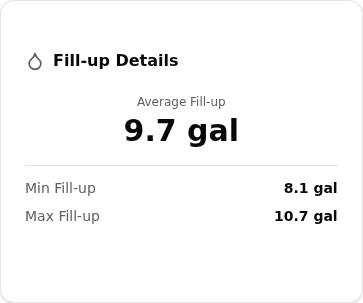 Fill-up Details
Average Fill-up
9.7 gal
Min Fill-up 8.1 gal
Max Fill-up 10.7 gal